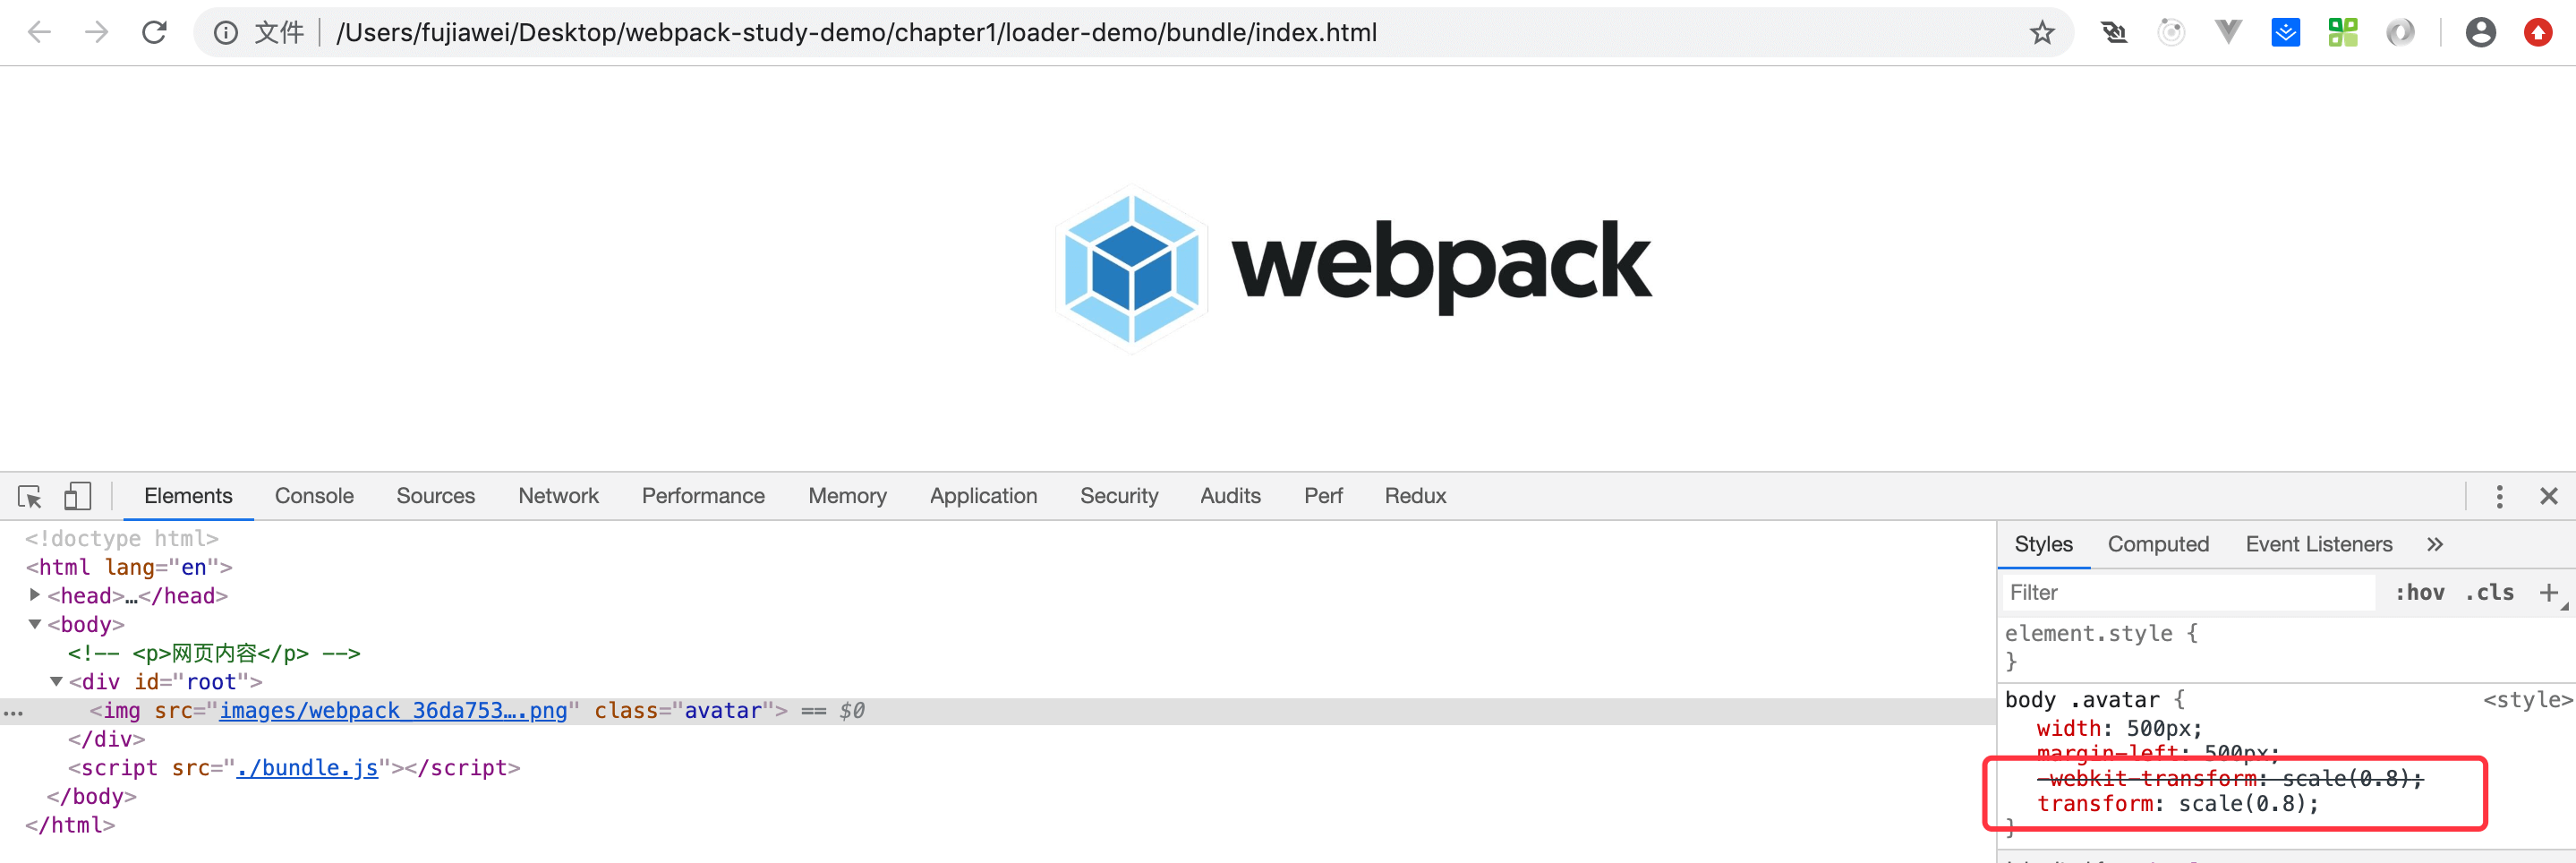 文件 /Users/fujiawei/Desktop/webpack-study-demo/chapter1/loader-demo/bundle/index.html
webpack
Elements Console Sources Network Performance Memory Application Security Audits Perf Redux
<!doctype html>
<html lang="en">
<head>…</head>
<body>
<!-- <p>网页内容</p> -->
<div id="root">
… <img src="images/webpack_36da753….png" class="avatar"> == $0
</div>
<script src="./bundle.js"></script>
</body>
</html>
Styles Computed Event Listeners »
Filter :hov .cls +
element.style {
}
body .avatar { <style>
width: 500px;
margin-left: 500px;
-webkit-transform: scale(0.8);
transform: scale(0.8);
}